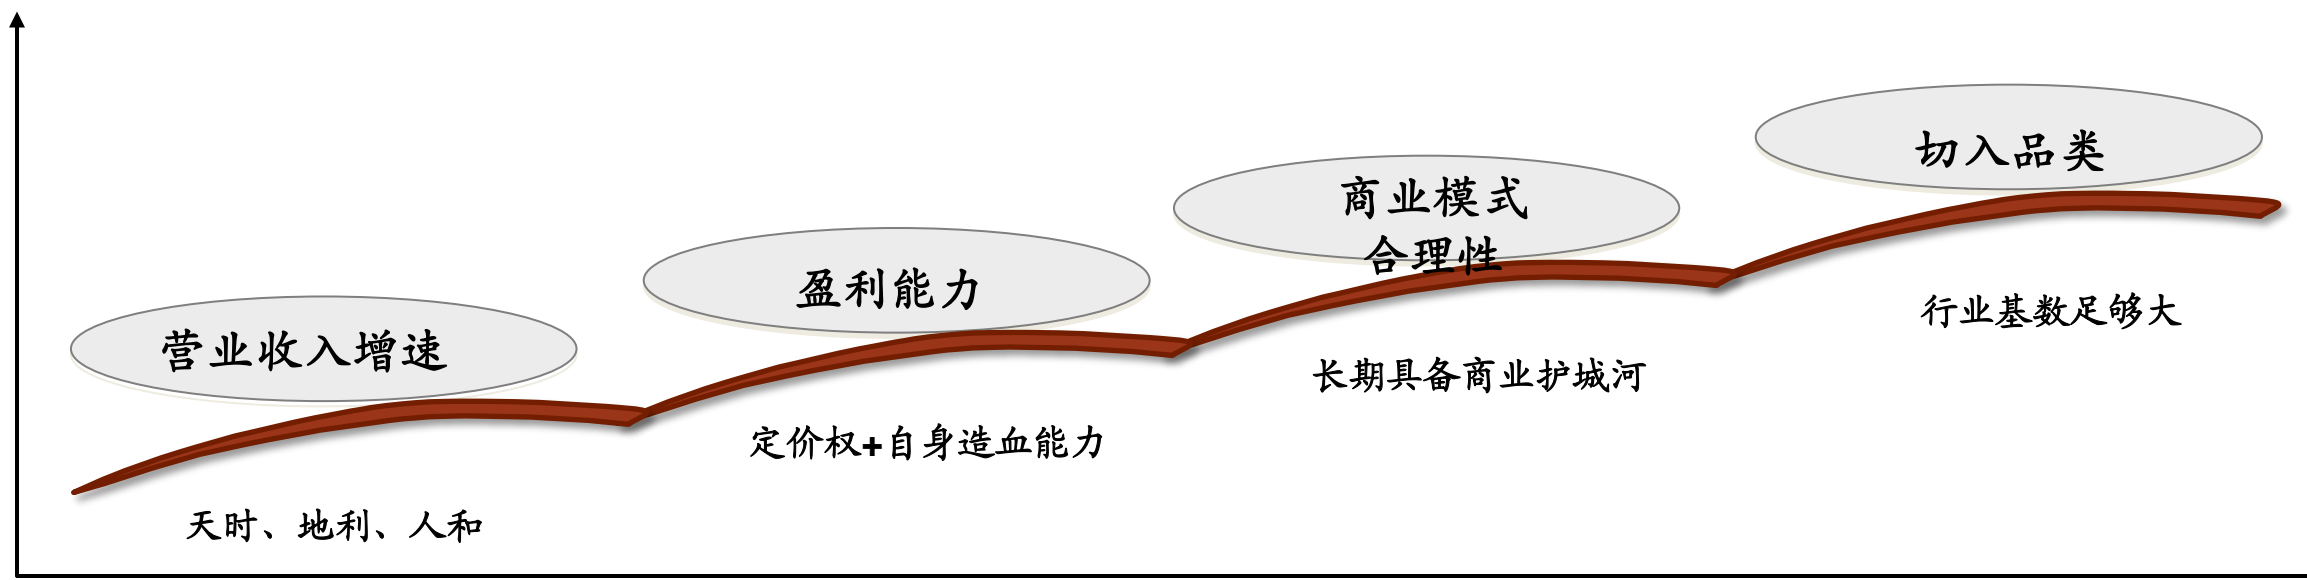 营业收入增速
天时、地利、人和
盈利能力
定价权+自身造血能力
商业模式
合理性
长期具备商业护城河
切入品类
行业基数足够大